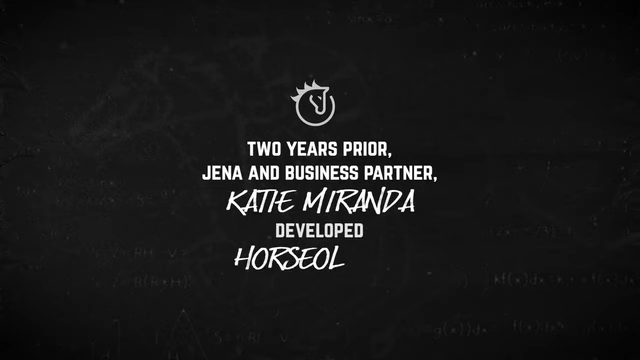 TWO YEARS PRIOR,
JENA AND BUSINESS PARTNER,
KATIE MIRANDA
DEVELOPED
HORSEOL